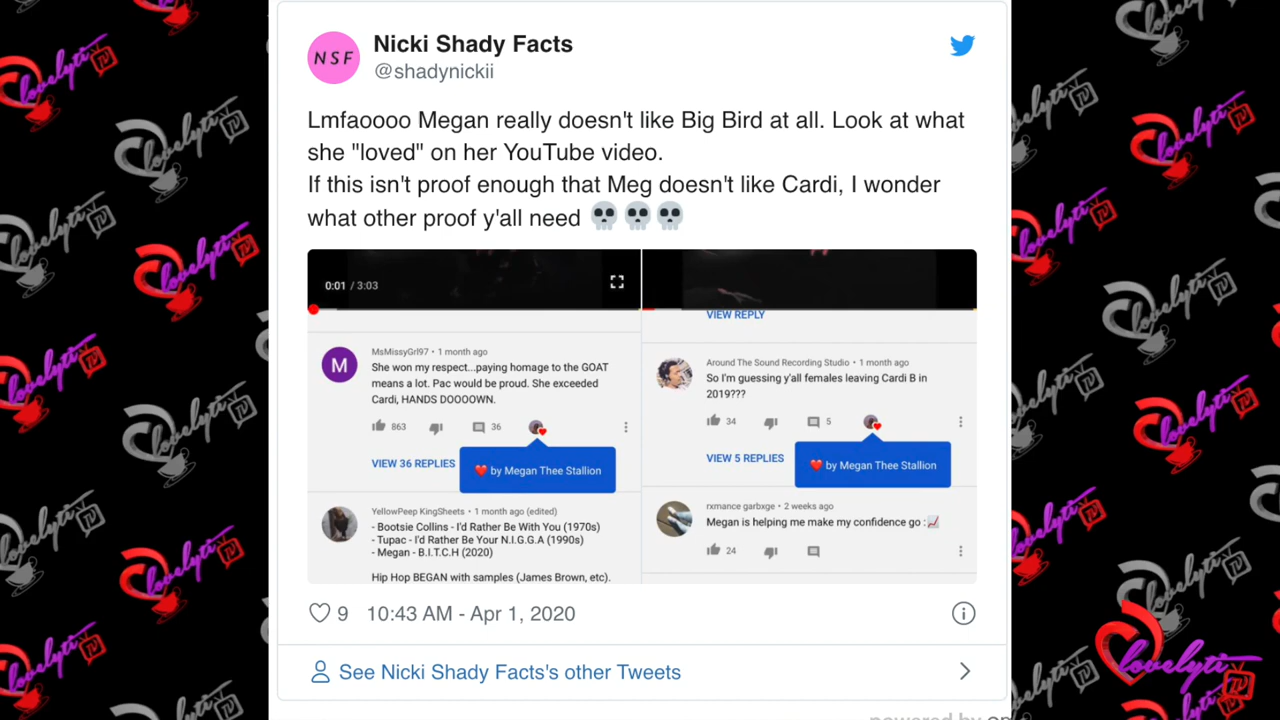 NSF
Nicki Shady Facts
@shadynickii
Lmfaoooo Megan really doesn't like Big Bird at all. Look at what
she "loved" on her YouTube video.
If this isn't proof enough that Meg doesn't like Cardi, I wonder
what other proof y'all need 💀💀💀
0:01 / 3:03
M
MsMissyGrl97 • 1 month ago
She won my respect...paying homage to the GOAT
means a lot. Pac would be proud. She exceeded
Cardi, HANDS DOOOOWN.
863 36
VIEW 36 REPLIES
❤️ by Megan Thee Stallion
YellowPeep KingSheets • 1 month ago (edited)
- Bootsie Collins - I'd Rather Be With You (1970s)
- Tupac - I'd Rather Be Your N.I.G.G.A (1990s)
- Megan - B.I.T.C.H (2020)
Hip Hop BEGAN with samples (James Brown, etc).
VIEW REPLY
Around The Sound Recording Studio • 1 month ago
So I'm guessing y'all females leaving Cardi B in
2019???
34 5
VIEW 5 REPLIES
❤️ by Megan Thee Stallion
rxmance garbxge • 2 weeks ago
Megan is helping me make my confidence go :📈
24
9 10:43 AM - Apr 1, 2020
See Nicki Shady Facts's other Tweets
powered by
lovelyti TV